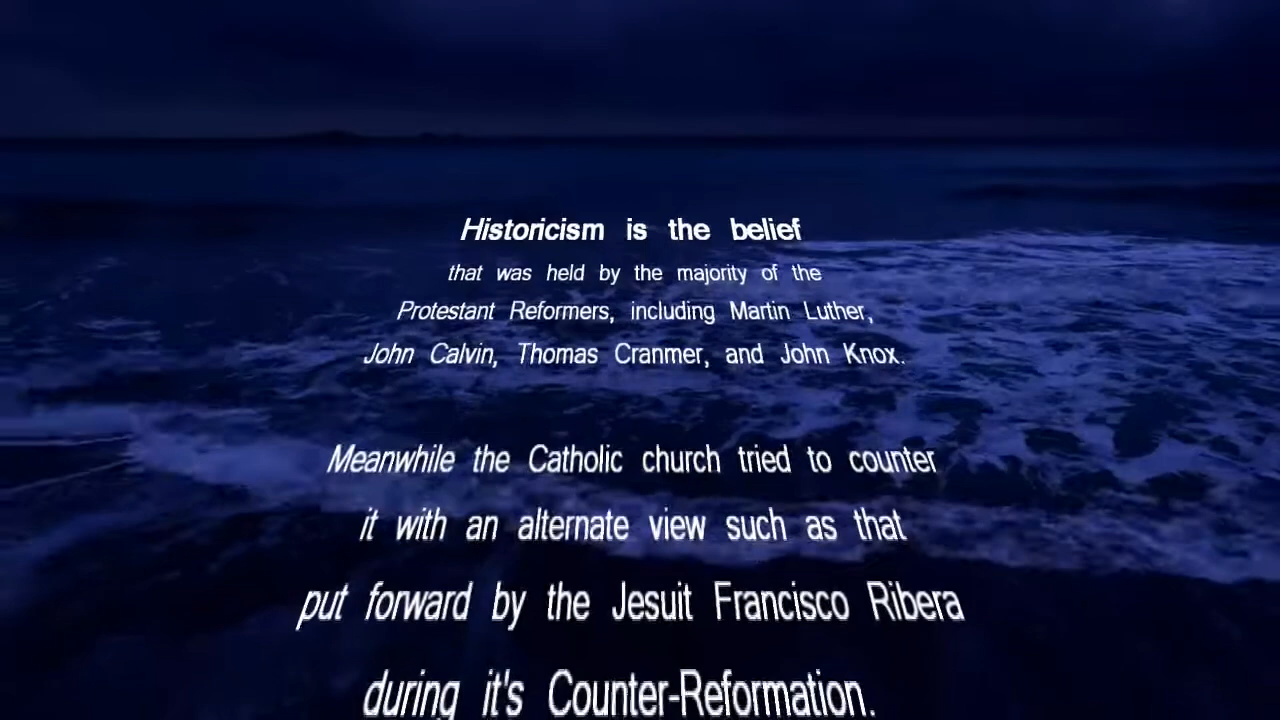 Historicism is the belief
that was held by the majority of the
Protestant Reformers, including Martin Luther,
John Calvin, Thomas Cranmer, and John Knox.
Meanwhile the Catholic church tried to counter
it with an alternate view such as that
put forward by the Jesuit Francisco Ribera
during it's Counter-Reformation.